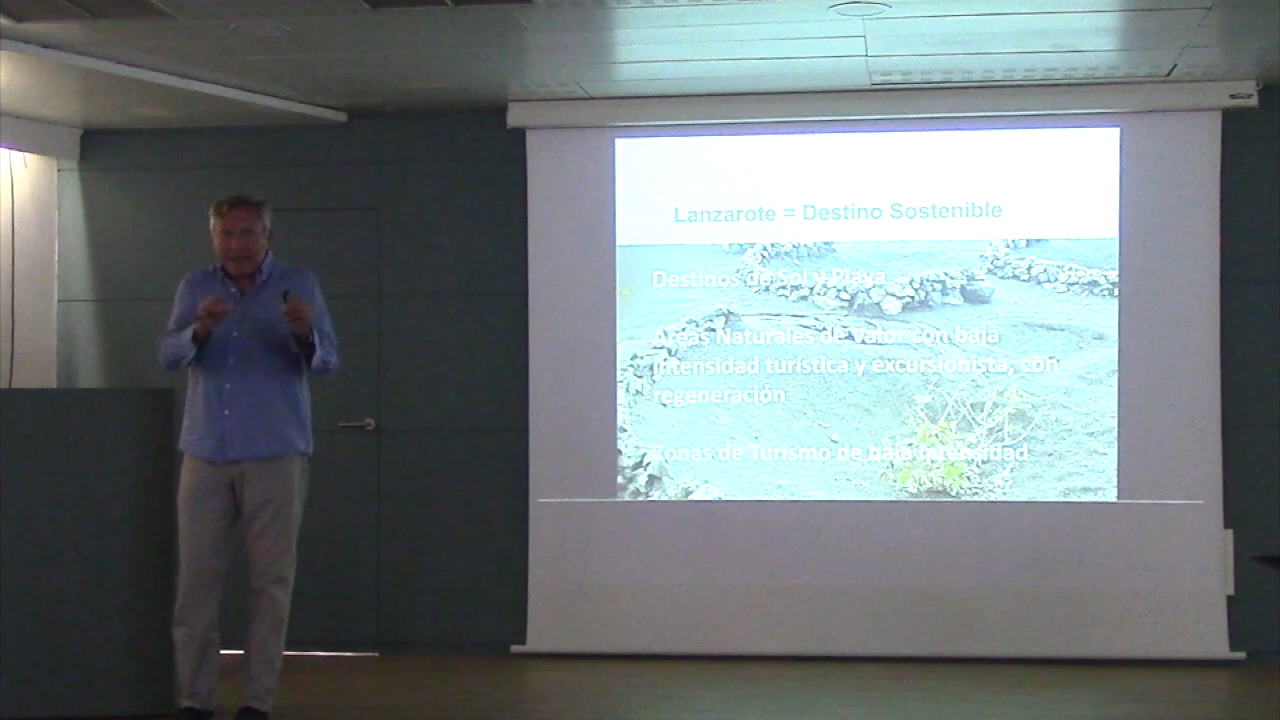 Lanzarote = Destino Sostenible
Destinos de Sol y Playa
Áreas Naturales de Valor con baja
intensidad turística y excursionista, con
regeneración
Zonas de Turismo de baja intensidad